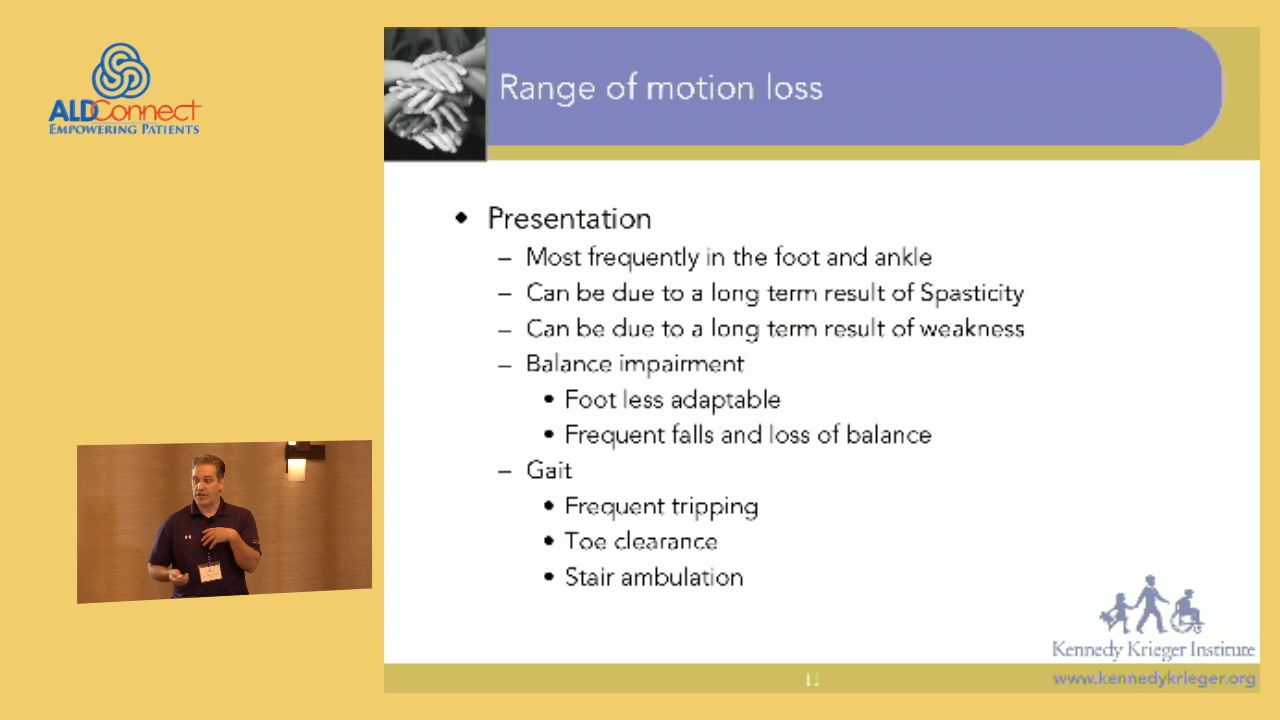 ALDConnect
EMPOWERING PATIENTS
Range of motion loss
• Presentation
– Most frequently in the foot and ankle
– Can be due to a long term result of Spasticity
– Can be due to a long term result of weakness
– Balance impairment
• Foot less adaptable
• Frequent falls and loss of balance
– Gait
• Frequent tripping
• Toe clearance
• Stair ambulation
Kennedy Krieger Institute
11
www.kennedykrieger.org